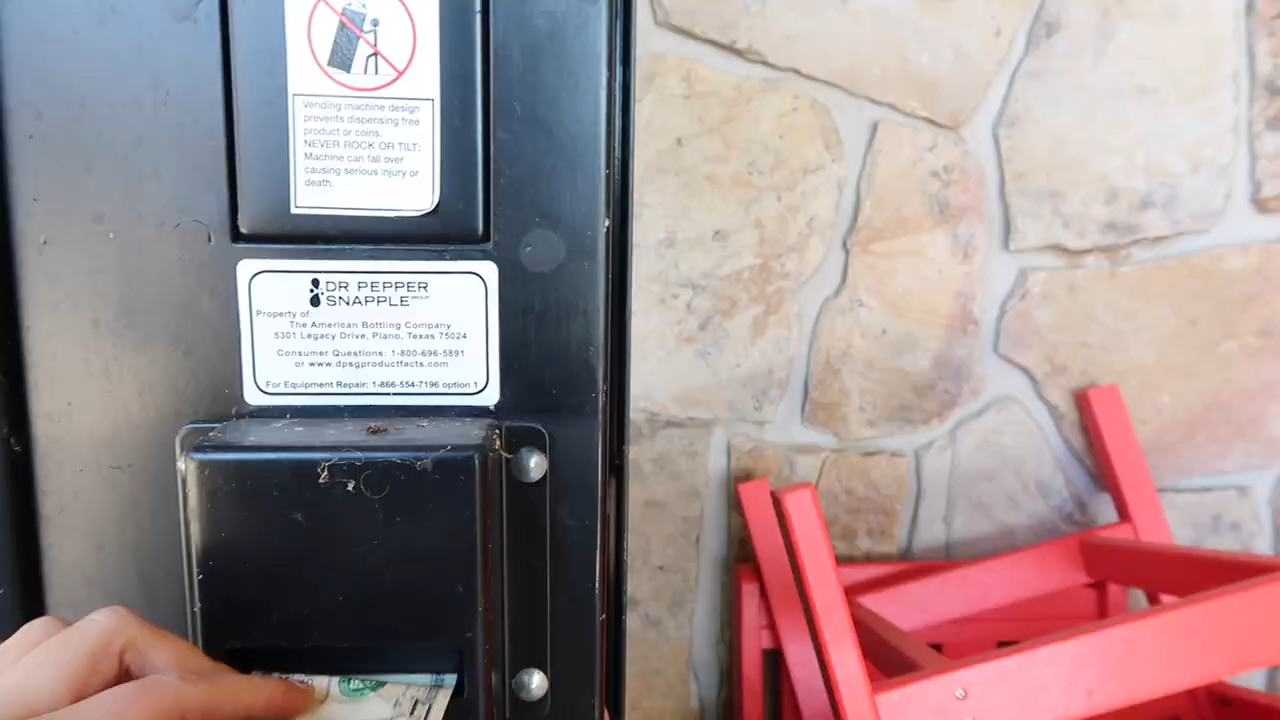 Vending machine design
prevents dispensing free
product or coins.
NEVER ROCK OR TILT:
Machine can fall over
causing serious injury or
death.
DR PEPPER
SNAPPLE GROUP
Property of:
The American Bottling Company
5301 Legacy Drive, Plano, Texas 75024
Consumer Questions: 1-800-696-5891
or www.dpsgproductfacts.com
For Equipment Repair: 1-866-554-7196 option 1